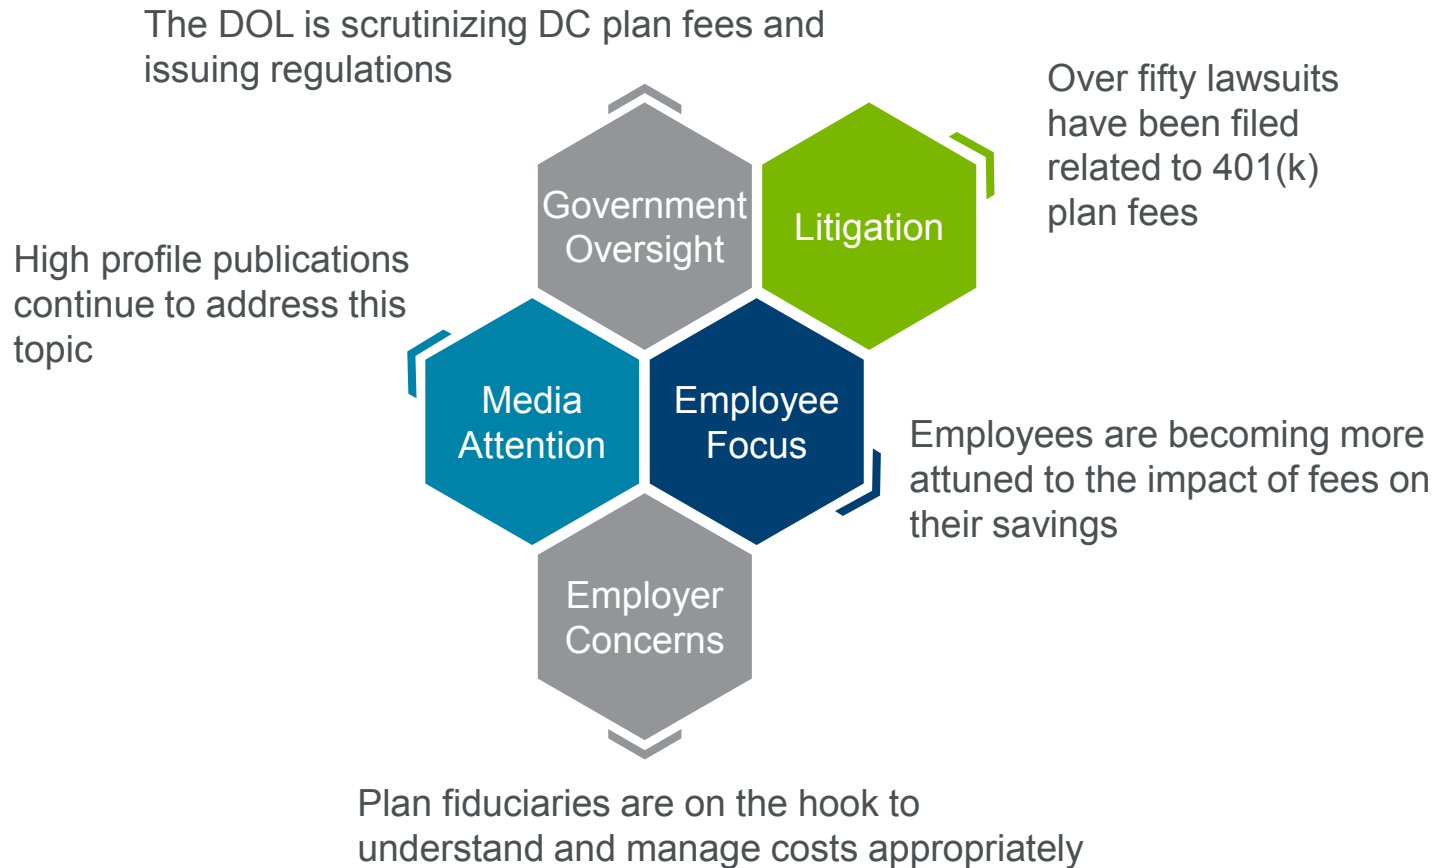 The DOL is scrutinizing DC plan fees and
issuing regulations
Over fifty lawsuits
have been filed
related to 401(k)
plan fees
Government
Oversight
Litigation
High profile publications
continue to address this
topic
Media
Attention
Employee
Focus
Employees are becoming more
attuned to the impact of fees on
their savings
Employer
Concerns
Plan fiduciaries are on the hook to
understand and manage costs appropriately